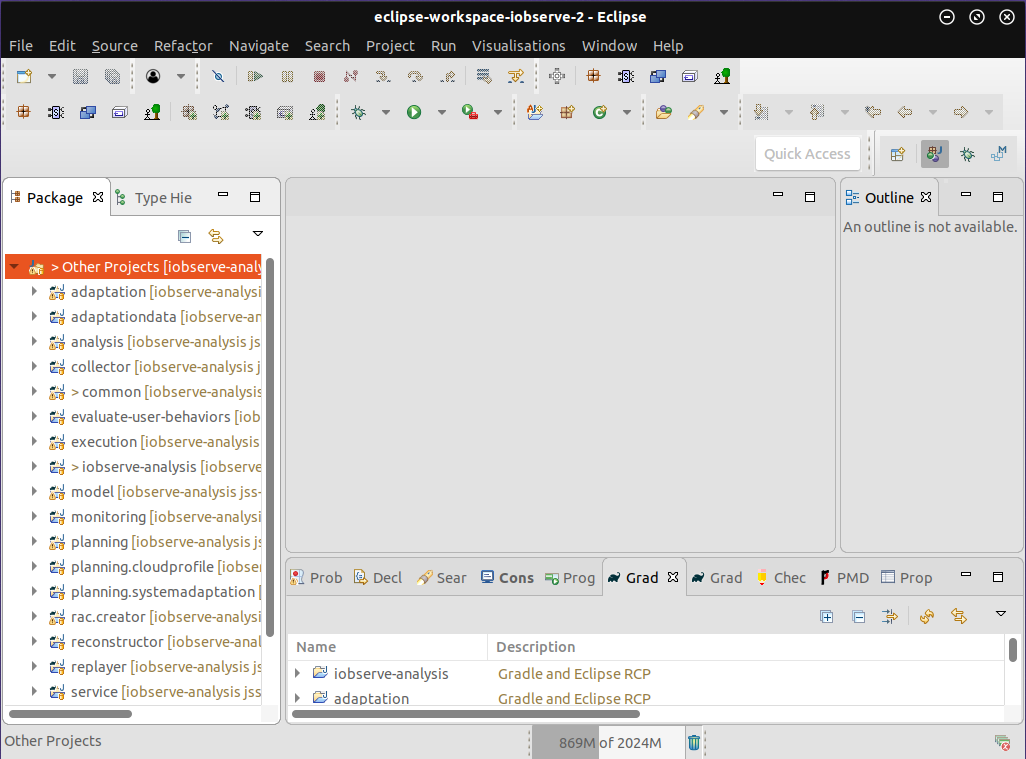 eclipse-workspace-iobserve-2 - Eclipse
File Edit Source Refactor Navigate Search Project Run Visualisations Window Help
Quick Access
Package Type Hie
Outline
An outline is not available.
> Other Projects [iobserve-analy
adaptation [iobserve-analysi
adaptationdata [iobserve-an
analysis [iobserve-analysis js
collector [iobserve-analysis j
> common [iobserve-analysis
evaluate-user-behaviors [iob
execution [iobserve-analysis
> iobserve-analysis [iobserve
model [iobserve-analysis jss-
monitoring [iobserve-analysi
planning [iobserve-analysis js
planning.cloudprofile [iobser
planning.systemadaptation [
rac.creator [iobserve-analysi
reconstructor [iobserve-anal
replayer [iobserve-analysis js
service [iobserve-analysis jss
Prob Decl Sear Cons Prog Grad Grad Chec PMD Prop
Name Description
iobserve-analysis Gradle and Eclipse RCP
adaptation Gradle and Eclipse RCP
Other Projects
869M of 2024M